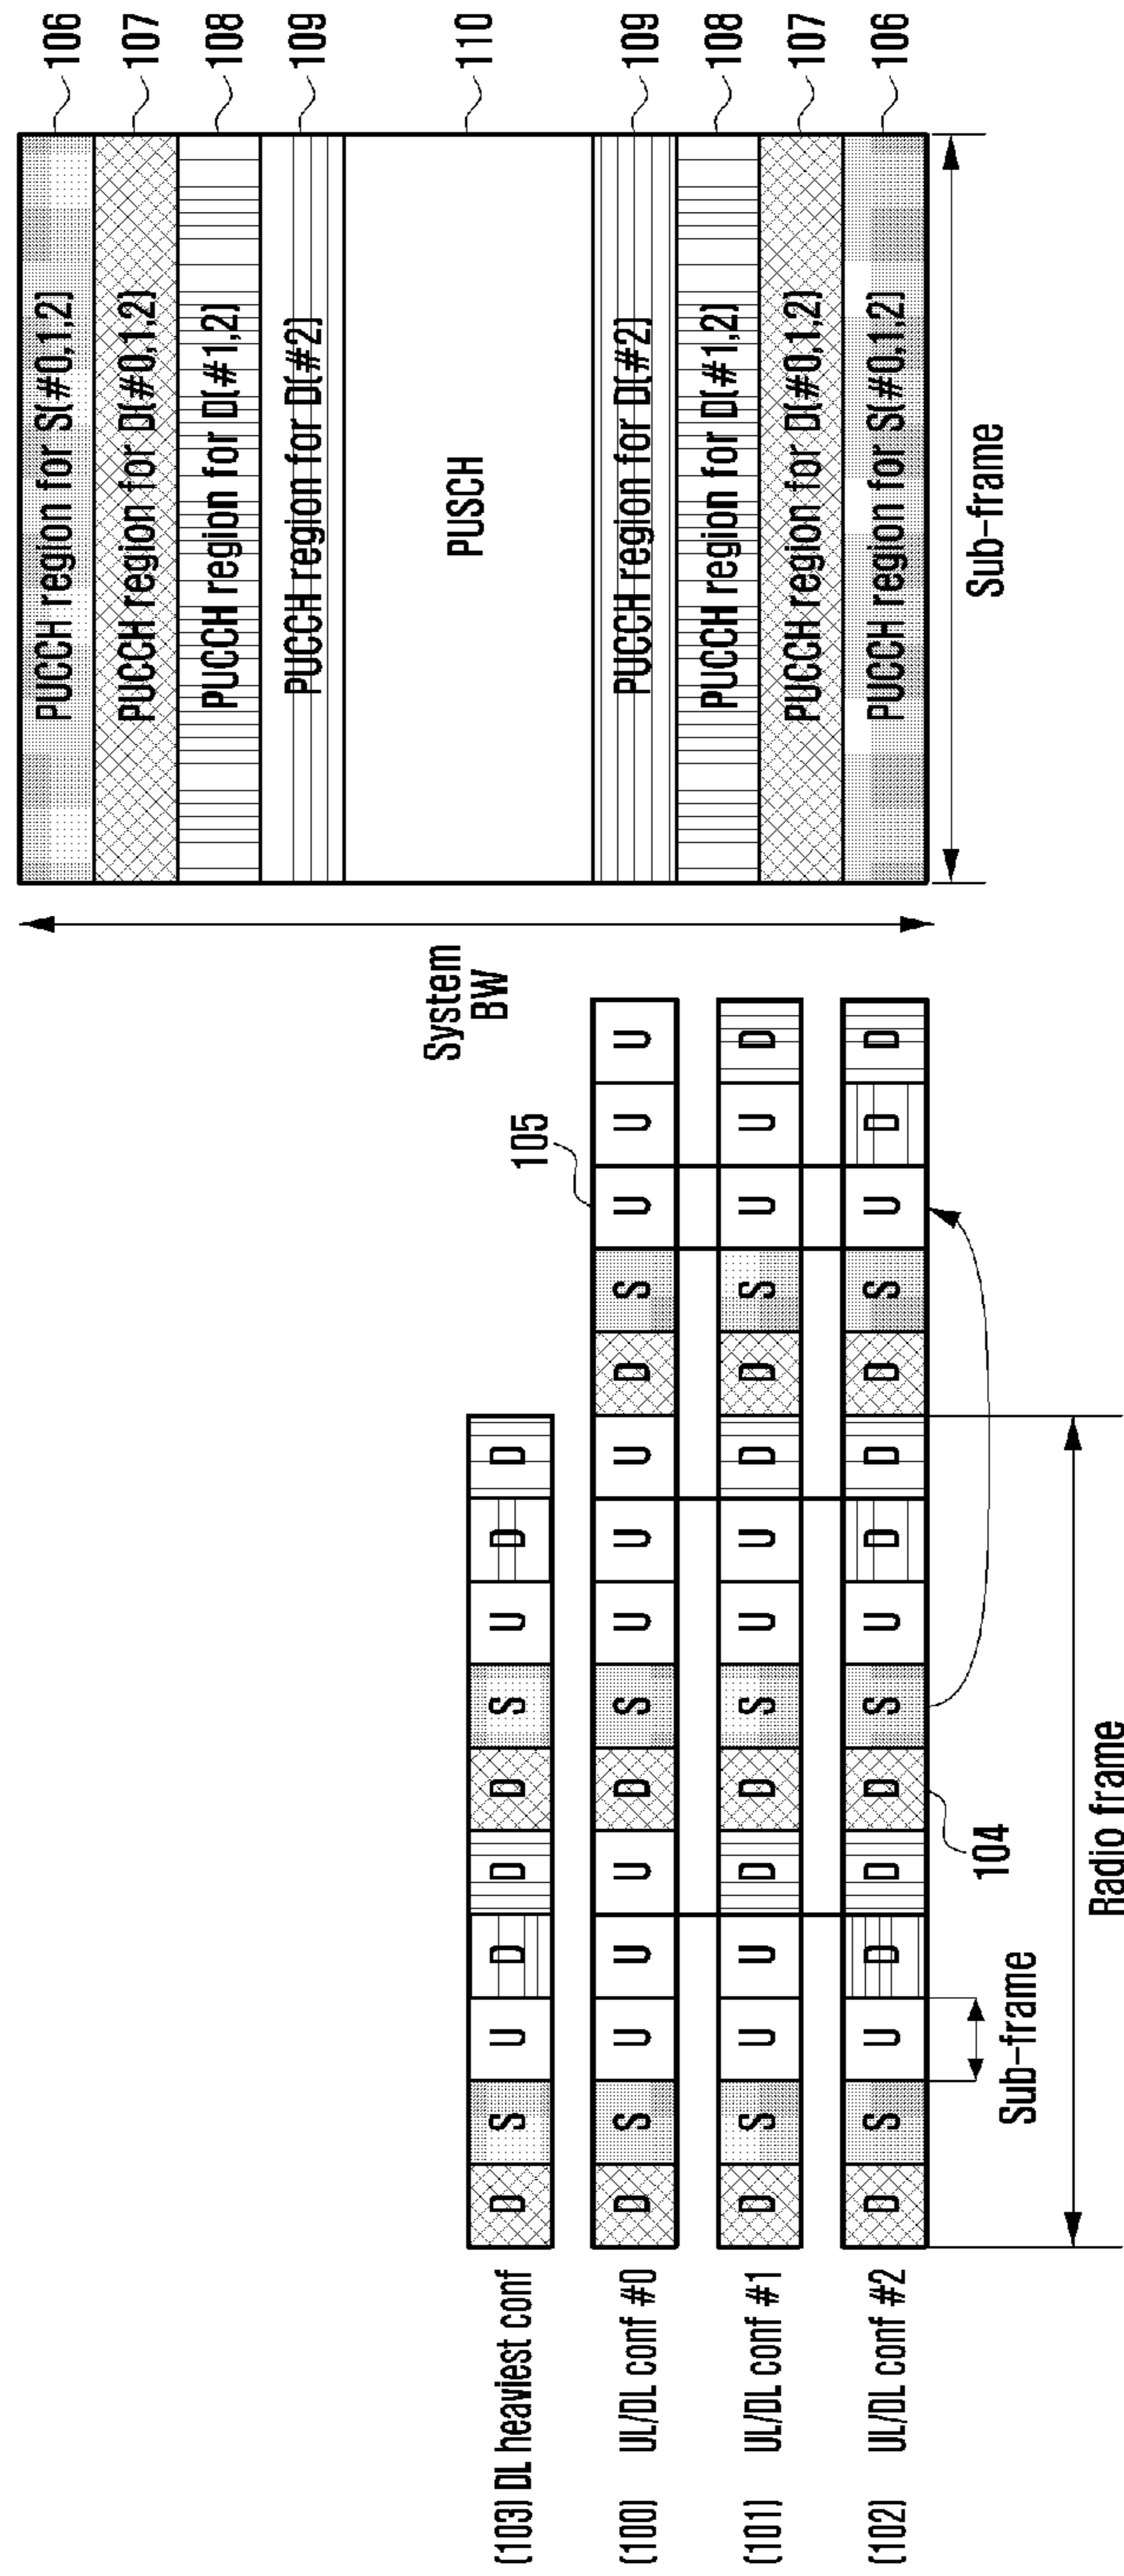 (103) DL heaviest conf
D S U D D D S U D D
(100) UL/DL conf #0
D S U U U D S U U U D S U U U
105
(101) UL/DL conf #1
D S U U D D S U U D D S U U D
(102) UL/DL conf #2
D S U D D D S U D D D S U D D
104
Sub-frame
Radio frame
System
BW
PUCCH region for S(#0,1,2) 106
PUCCH region for D(#0,1,2) 107
PUCCH region for D(#1,2) 108
PUCCH region for D(#2) 109
PUSCH 110
PUCCH region for D(#2) 109
PUCCH region for D(#1,2) 108
PUCCH region for D(#0,1,2) 107
PUCCH region for S(#0,1,2) 106
Sub-frame